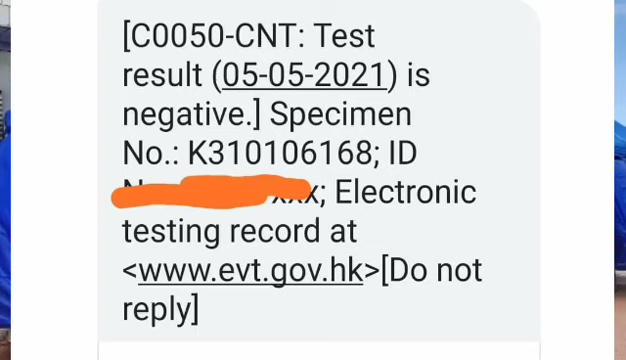 [C0050-CNT: Test
result (05-05-2021) is
negative.] Specimen
No.: K310106168; ID
xxx; Electronic
testing record at
<www.evt.gov.hk>[Do not
reply]